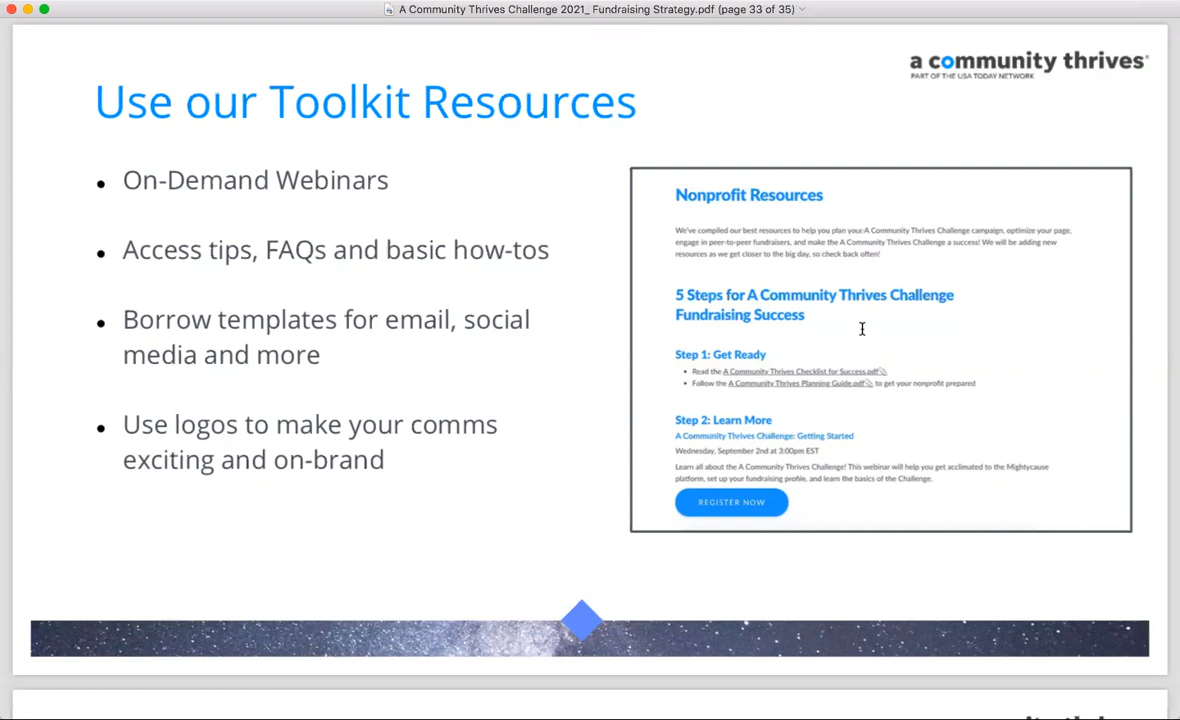 A Community Thrives Challenge 2021_ Fundraising Strategy.pdf (page 33 of 35)
a community thrives®
PART OF THE USA TODAY NETWORK
Use our Toolkit Resources
• On-Demand Webinars
• Access tips, FAQs and basic how-tos
• Borrow templates for email, social
media and more
• Use logos to make your comms
exciting and on-brand
Nonprofit Resources
We've compiled our best resources to help you plan your A Community Thrives Challenge campaign, optimize your page,
engage in peer-to-peer fundraisers, and make the A Community Thrives Challenge a success! We will be adding new
resources as we get closer to the big day, so check back often!
5 Steps for A Community Thrives Challenge
Fundraising Success
Step 1: Get Ready
• Read the A Community Thrives Checklist for Success.pdf
• Follow the A Community Thrives Planning Guide.pdf to get your nonprofit prepared
Step 2: Learn More
A Community Thrives Challenge: Getting Started
Wednesday, September 2nd at 3:00pm EST
Learn all about the A Community Thrives Challenge! This webinar will help you get acclimated to the Mightycause
platform, set up your fundraising profile, and learn the basics of the Challenge.
REGISTER NOW